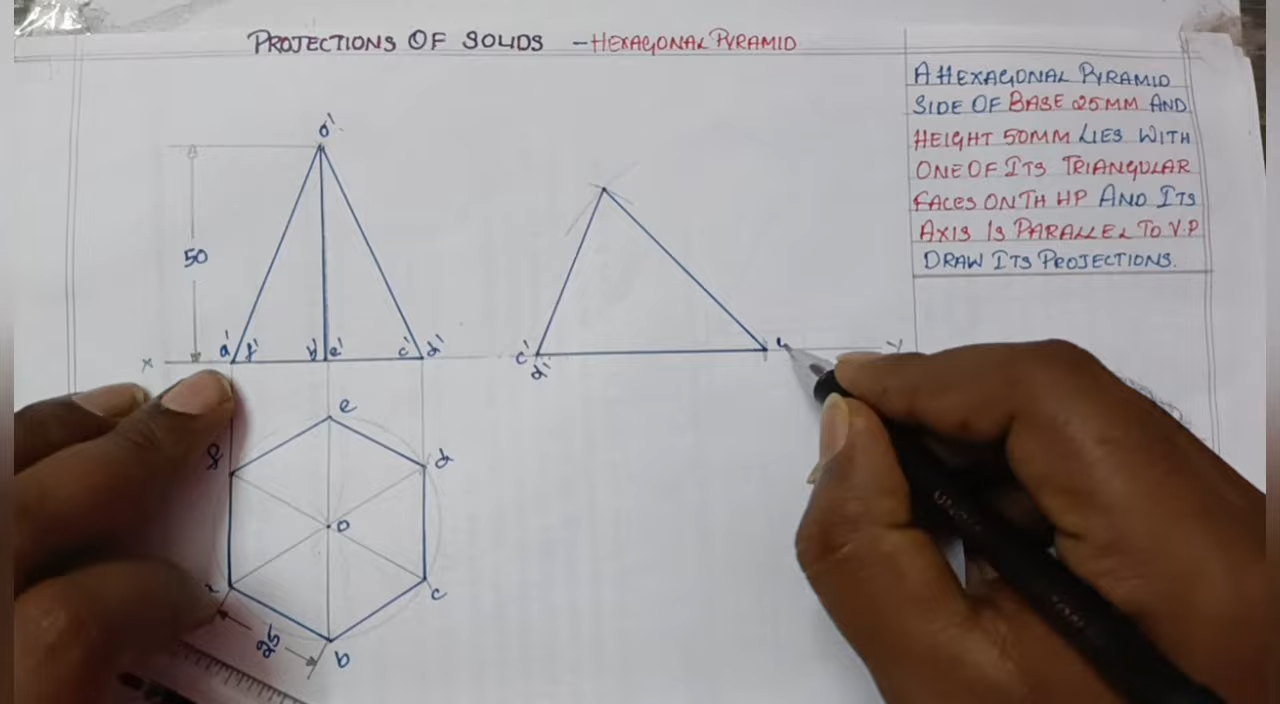 PROJECTIONS OF SOLIDS - HEXAGONAL PYRAMID
A HEXAGONAL PYRAMID
SIDE OF BASE 25MM AND
HEIGHT 50MM LIES WITH
ONE OF ITS TRIANGULAR
FACES ON TH HP AND ITS
AXIS IS PARALLEL TO V.P
DRAW ITS PROJECTIONS.
o'
50
X a' f' b' e' c' d' c' Y
d'
e
f d
o
c
25
b